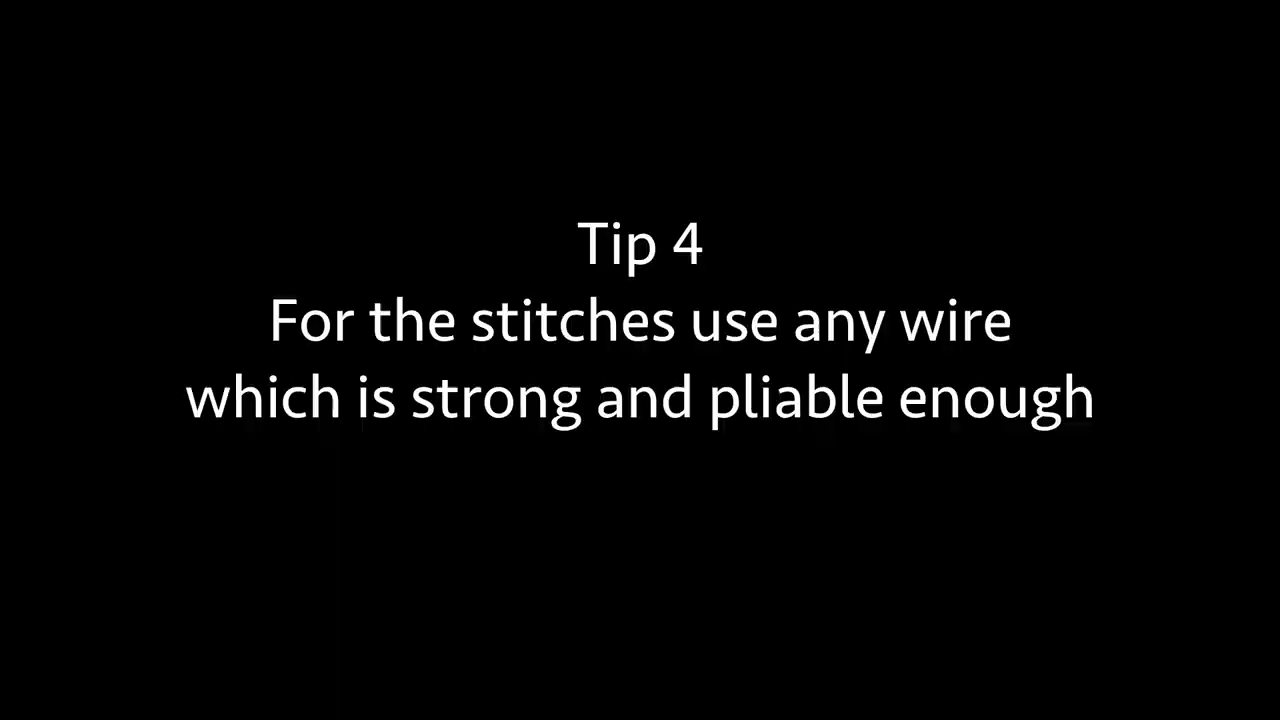 Tip 4
For the stitches use any wire
which is strong and pliable enough